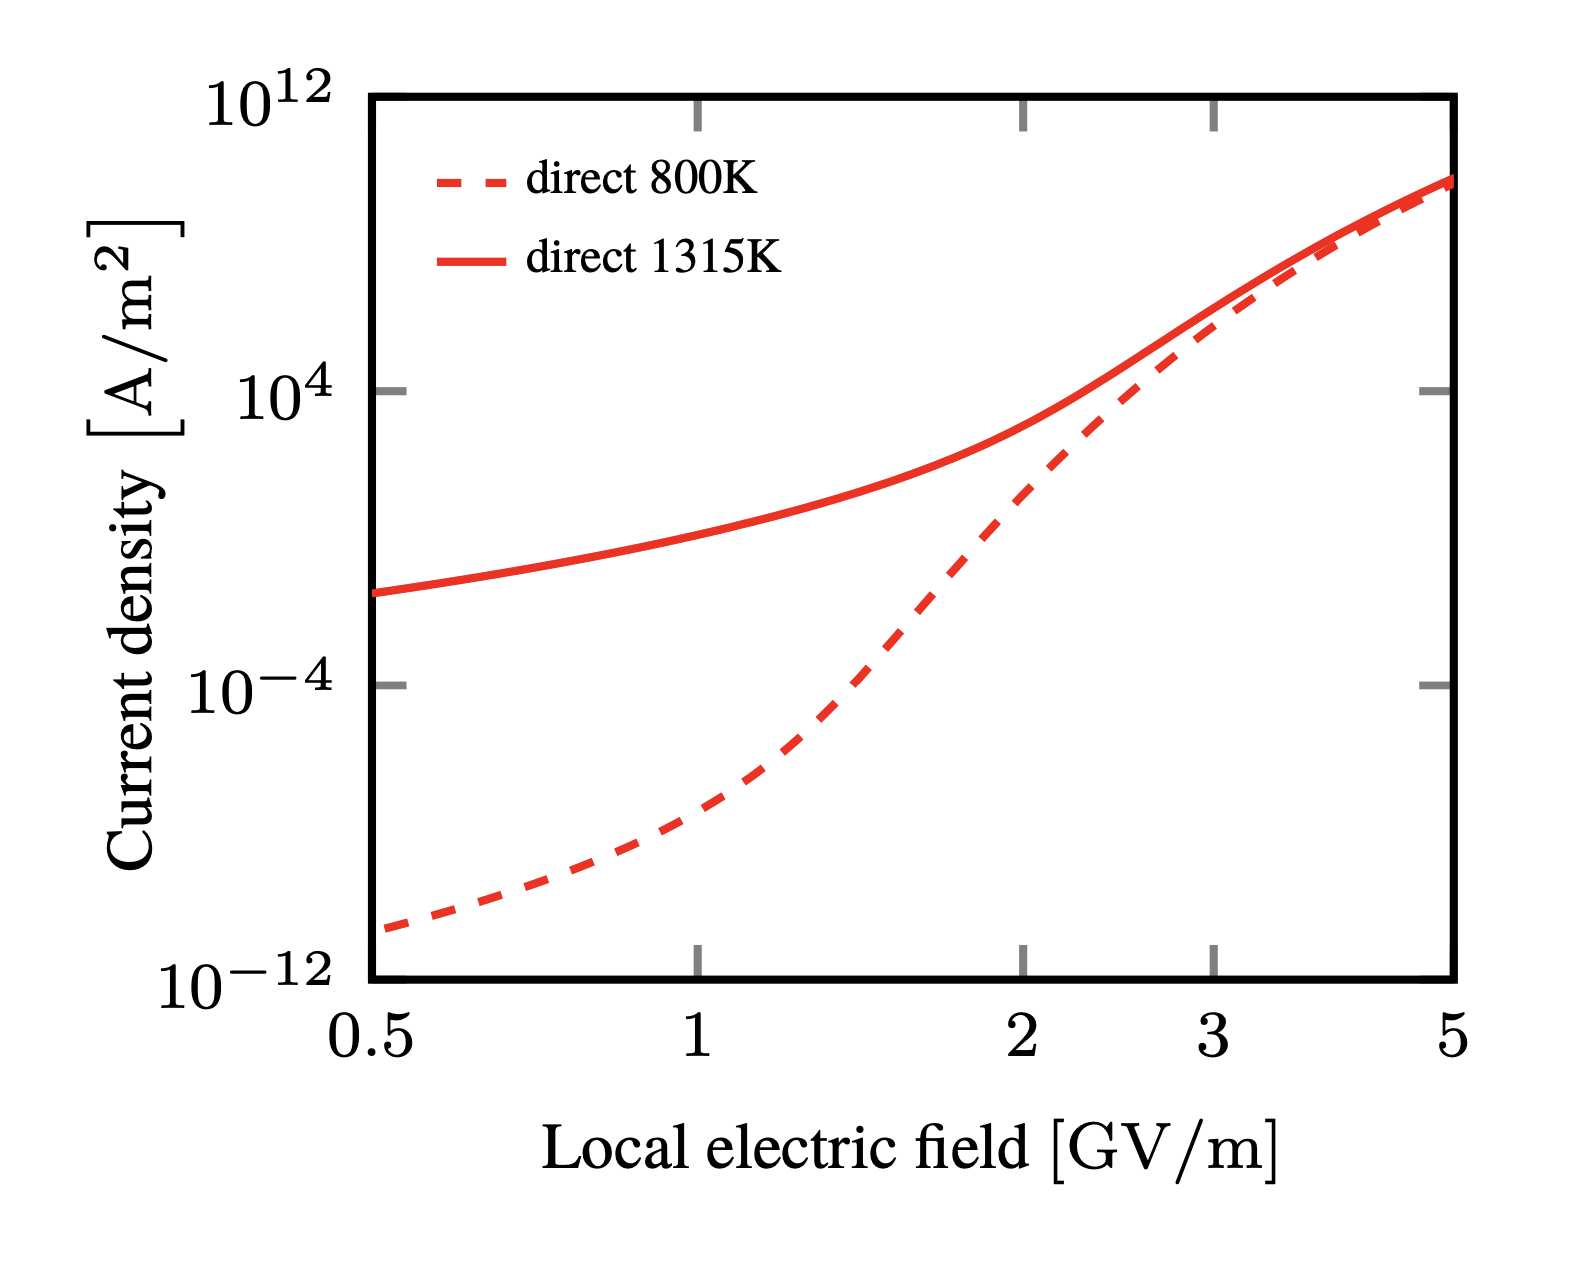 10^12
direct 800K
direct 1315K
10^4
10^−4
10^−12
Current density [A/m^2]
0.5 1 2 3 5
Local electric field [GV/m]